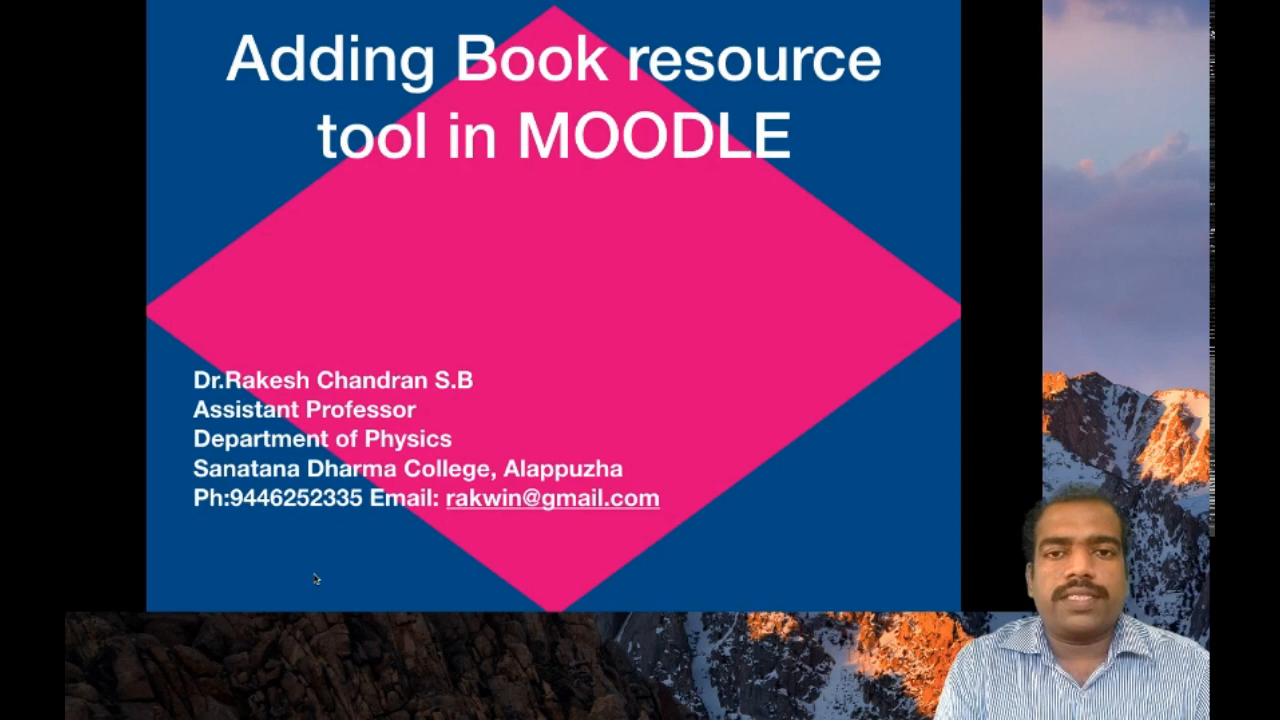 Adding Book resource
tool in MOODLE
Dr.Rakesh Chandran S.B
Assistant Professor
Department of Physics
Sanatana Dharma College, Alappuzha
Ph:9446252335 Email: rakwin@gmail.com